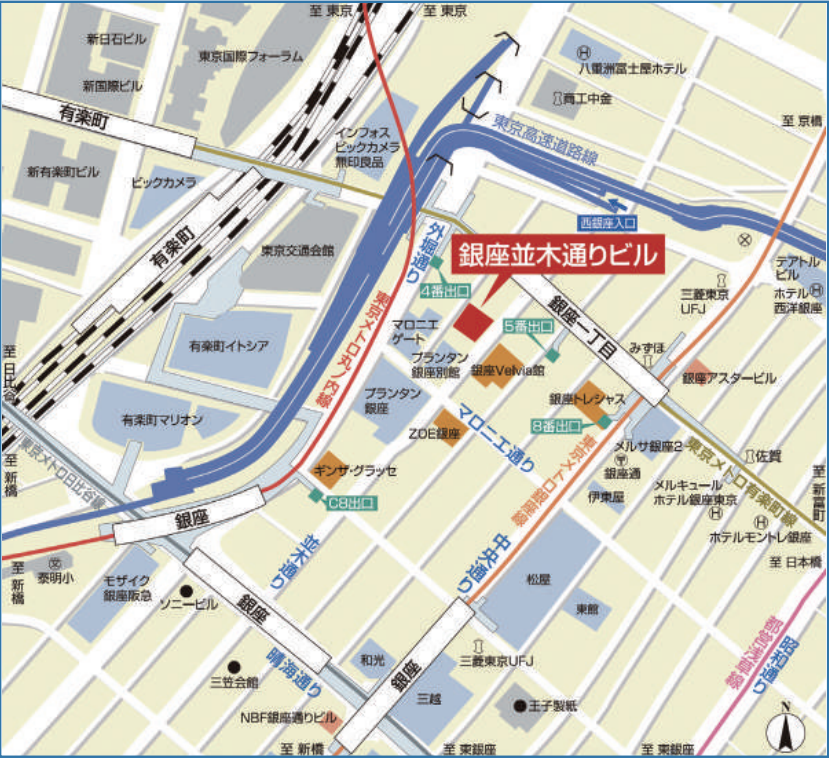 至 東京
至 東京
新日石ビル
東京国際フォーラム
新国際ビル
八重洲富士屋ホテル
商工中金
有楽町
インフォス
ビックカメラ
無印良品
東京高速道路線
至 京橋
新有楽町ビル
ビックカメラ
西銀座入口
有楽町
東京交通会館
外堀通り
銀座並木通りビル
テアトル
ビル
4番出口
三菱東京
UFJ
ホテル
西洋銀座
東京メトロ丸ノ内線
マロニエ
ゲート
5番出口
銀座一丁目
みずほ
至 日比谷
有楽町イトシア
プランタン
銀座別館
銀座Velvia館
銀座アスタービル
プランタン
銀座
銀座トレシャス
有楽町マリオン
マロニエ通り
8番出口
ZOE銀座
東京メトロ銀座線
メルサ銀座2
東京メトロ有楽町線
佐賀
東京メトロ日比谷線
至 新橋
ギンザ・グラッセ
銀座通
伊東屋
メルキュール
ホテル銀座東京
至 新富町
C8出口
銀座
ホテルモントレ銀座
並木通り
中央通り
至 日本橋
至 新橋
泰明小
モザイク
銀座阪急
ソニービル
銀座
松屋
東館
晴海通り
和光
銀座
三菱東京UFJ
都営浅草線
昭和通り
三笠会館
三越
王子製紙
NBF銀座通りビル
N
至 新橋
至 東銀座
至 東銀座